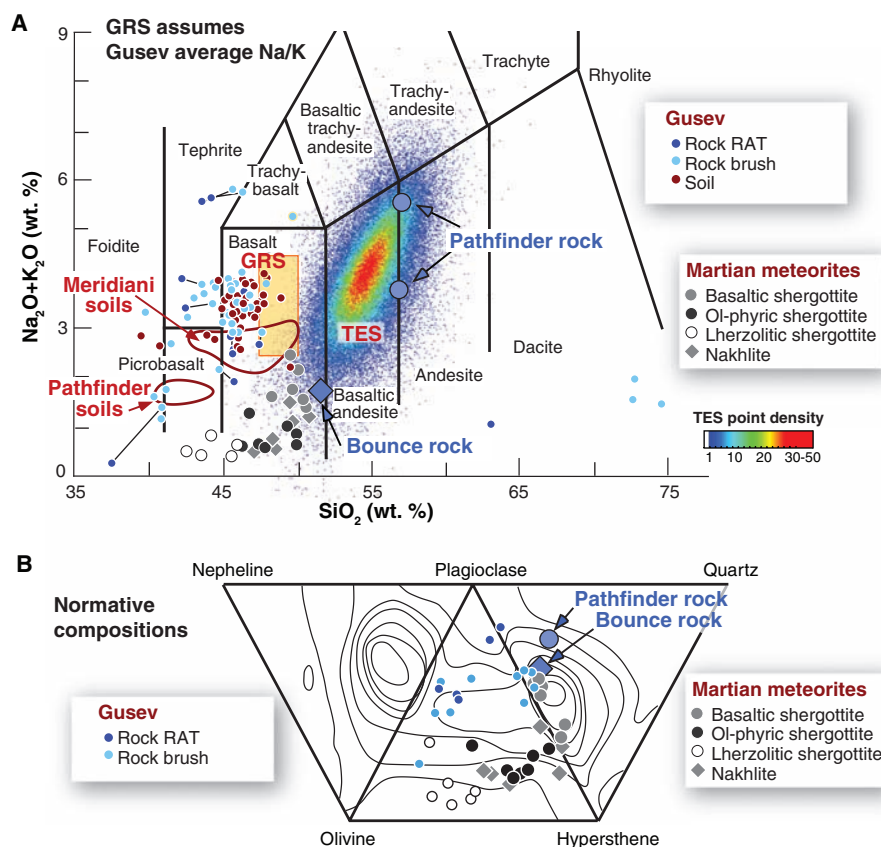 A
GRS assumes
Gusev average Na/K
9
6
3
0
Na2O+K2O (wt. %)
35
45
55
65
75
SiO2 (wt. %)
Foidite
Tephrite
Trachy-
basalt
Basaltic
trachy-
andesite
Trachy-
andesite
Trachyte
Rhyolite
Basalt
GRS
Meridiani
soils
Picrobasalt
Pathfinder
soils
TES
Basaltic
andesite
Andesite
Dacite
Pathfinder rock
Bounce rock
Gusev
Rock RAT
Rock brush
Soil
Martian meteorites
Basaltic shergottite
Ol-phyric shergottite
Lherzolitic shergottite
Nakhlite
TES point density
1 10 20 30-50
B
Normative
compositions
Nepheline
Plagioclase
Quartz
Pathfinder rock
Bounce rock
Olivine
Hypersthene
Gusev
Rock RAT
Rock brush
Martian meteorites
Basaltic shergottite
Ol-phyric shergottite
Lherzolitic shergottite
Nakhlite